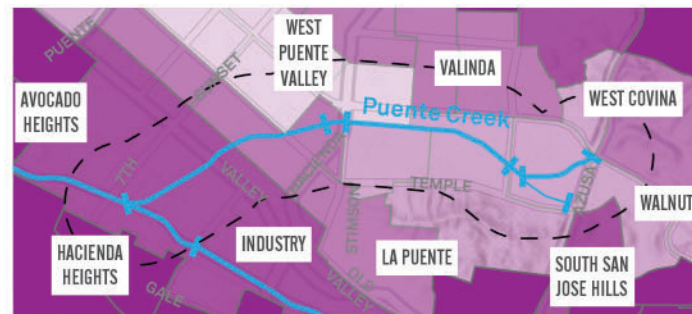 PUENTE
WEST
PUENTE
VALLEY
SUNSET
VALINDA
WEST COVINA
AVOCADO
HEIGHTS
Puente Creek
7TH
VALLEY
HACIENDA
TEMPLE
AZUSA
WALNUT
STIMSON
INDUSTRY
LA PUENTE
HACIENDA
HEIGHTS
OLD
VALLEY
SOUTH SAN
JOSE HILLS
GALE